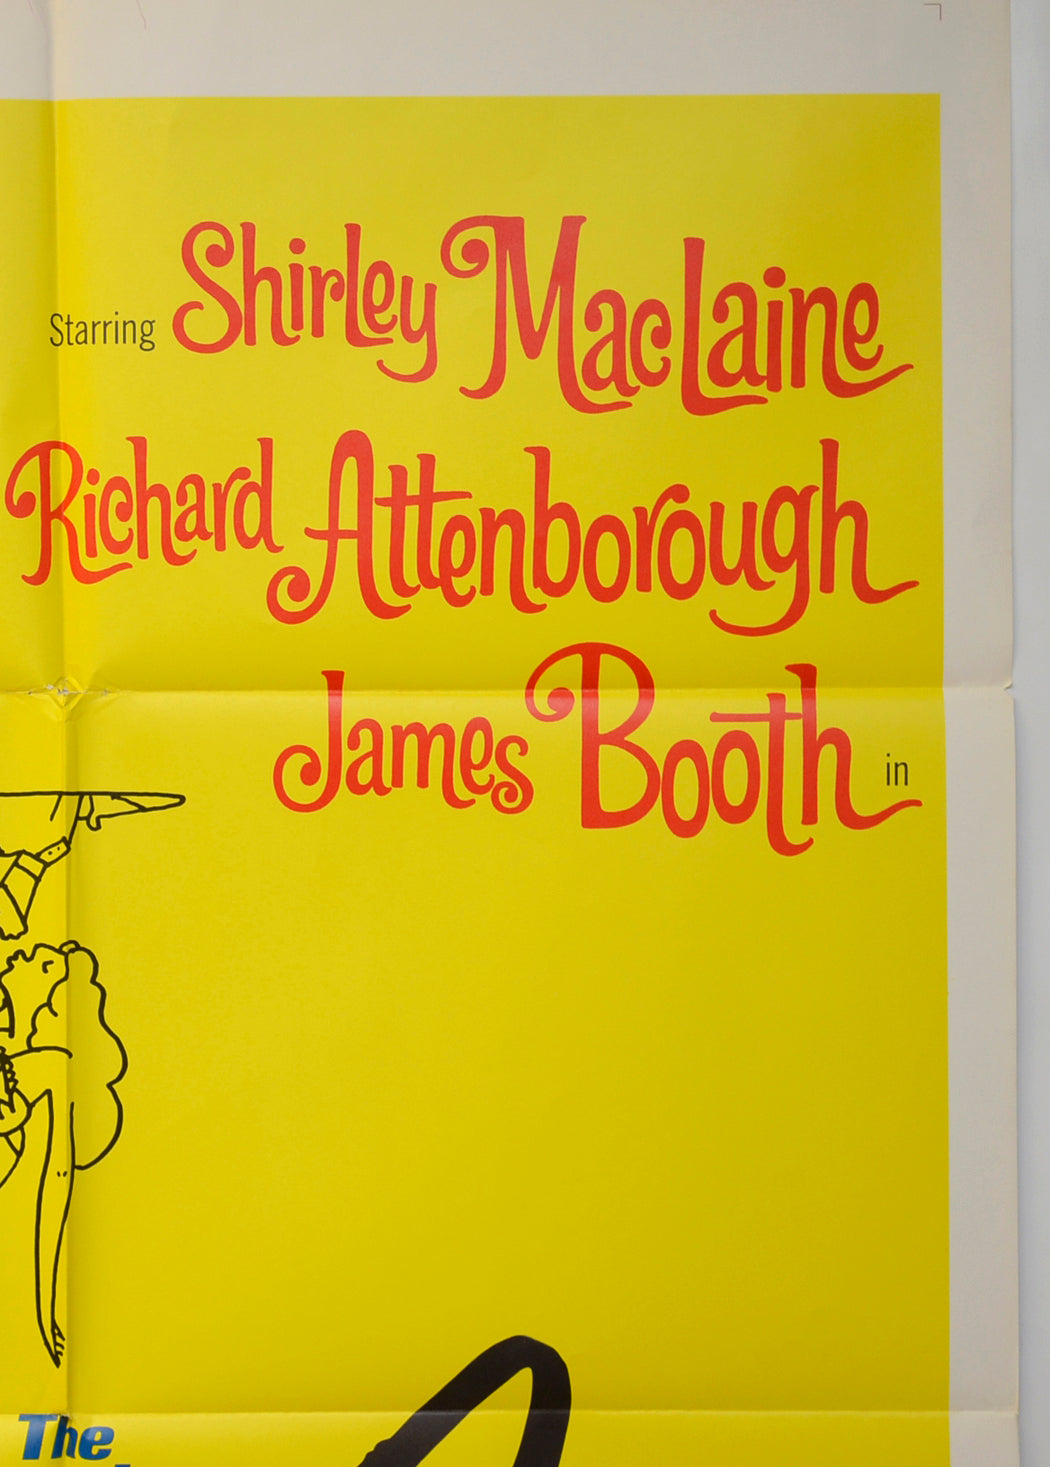 Starring Shirley MacLaine
Richard Attenborough
James Booth in
The